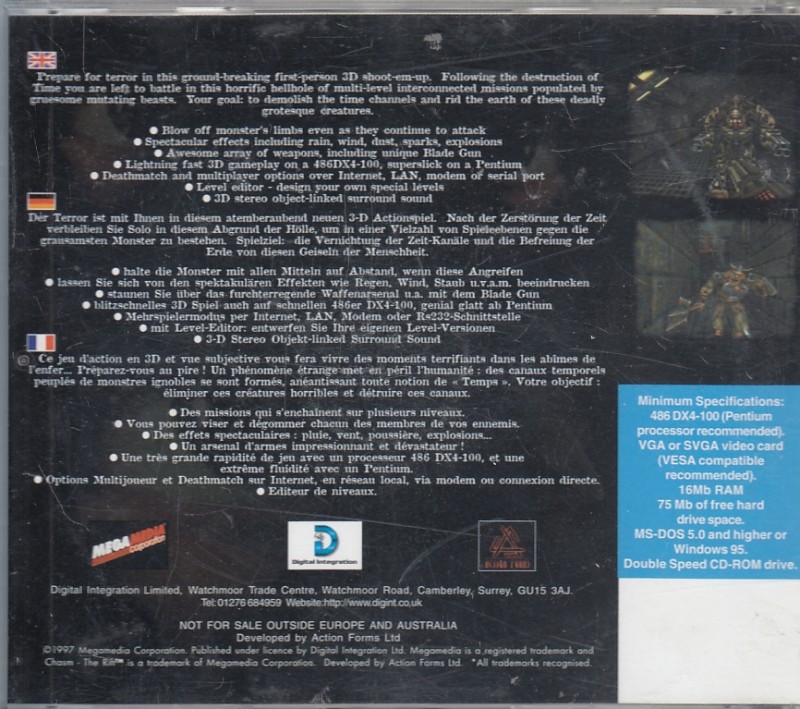 Prepare for terror in this ground-breaking first-person 3D shoot-em-up. Following the destruction of
Time you are left to battle in this horrific hellhole of multi-level interconnected missions populated by
gruesome mutating beasts. Your goal: to demolish the time channels and rid the earth of these deadly
grotesque creatures.
● Blow off monster's limbs even as they continue to attack
● Spectacular effects including rain, wind, dust, sparks, explosions
● Awesome array of weapons, including unique Blade Gun
● Lightning fast 3D gameplay on a 486DX4-100, superslick on a Pentium
● Deathmatch and multiplayer options over Internet, LAN, modem or serial port
● Level editor - design your own special levels
● 3D stereo object-linked surround sound
Der Terror ist mit Ihnen in diesem atemberaubend neuen 3-D Actionspiel. Nach der Zerstörung der Zeit
verbleiben Sie Solo in diesem Abgrund der Hölle, um in einer Vielzahl von Spieleebenen gegen die
grausamsten Monster zu bestehen. Spielziel: die Vernichtung der Zeit-Kanäle und die Befreiung der
Erde von diesen Geiseln der Menschheit.
● halte die Monster mit allen Mitteln auf Abstand, wenn diese Angreifen
● lassen Sie sich von den spektakulären Effekten wie Regen, Wind, Staub u.v.a.m. beeindrucken
● staunen Sie über das furchterregende Waffenarsenal u.a. mit dem Blade Gun
● blitzschnelles 3D Spiel auch auf schnellen 486er DX4-100, genial glatt ab Pentium
● Mehrspielermodus per Internet, LAN, Modem oder Rs232-Schnittstelle
● mit Level-Editor: entwerfen Sie Ihre eigenen Level-Versionen
● 3-D Stereo Objekt-linked Surround Sound
Ce jeu d'action en 3D et vue subjective vous fera vivre des moments terrifiants dans les abîmes de
l'enfer... Préparez-vous au pire ! Un phénomène étrange met en péril l'humanité : des canaux temporels
peuplés de monstres ignobles se sont formés, anéantissant toute notion de « Temps ». Votre objectif :
éliminer ces créatures horribles et détruire ces canaux.
● Des missions qui s'enchaînent sur plusieurs niveaux.
● Vous pouvez viser et dégommer chacun des membres de vos ennemis.
● Des effets spectaculaires : pluie, vent, poussière, explosions...
● Un arsenal d'armes impressionnant et dévastateur !
● Une très grande rapidité de jeu avec un processeur 486 DX4-100, et une
extrême fluidité avec un Pentium.
● Options Multijoueur et Deathmatch sur Internet, en réseau local, via modem ou connexion directe.
● Editeur de niveaux.
Minimum Specifications:
486 DX4-100 (Pentium
processor recommended).
VGA or SVGA video card
(VESA compatible
recommended).
16Mb RAM
75 Mb of free hard
drive space.
MS-DOS 5.0 and higher or
Windows 95.
Double Speed CD-ROM drive.
MEGAMEDIA
corporation
D
Digital Integration
ACTION FORMS
Digital Integration Limited, Watchmoor Trade Centre, Watchmoor Road, Camberley, Surrey, GU15 3AJ.
Tel: 01276 684959 Website:http://www.digint.co.uk
NOT FOR SALE OUTSIDE EUROPE AND AUSTRALIA
Developed by Action Forms Ltd
©1997 Megamedia Corporation. Published under licence by Digital Integration Ltd. Megamedia is a registered trademark and
Chasm - The Rift™ is a trademark of Megamedia Corporation. Developed by Action Forms Ltd. *All trademarks recognised.